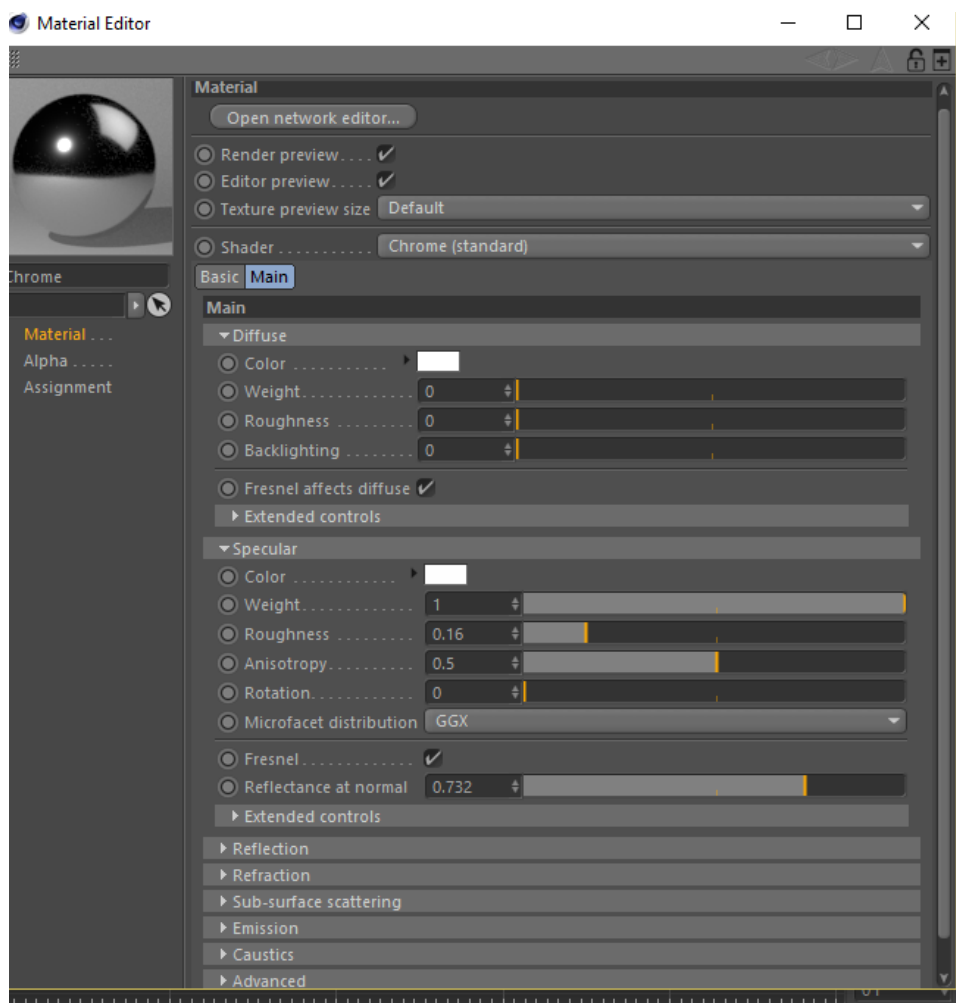 Material Editor
Material
Open network editor...
Render preview....
Editor preview.....
Texture preview size Default
Shader........... Chrome (standard)
Chrome
Basic Main
Main
Material...
Alpha.....
Assignment
Diffuse
Color...........
Weight............. 0
Roughness......... 0
Backlighting........ 0
Fresnel affects diffuse
Extended controls
Specular
Color............
Weight............. 1
Roughness......... 0.16
Anisotropy.......... 0.5
Rotation............ 0
Microfacet distribution GGX
Fresnel.............
Reflectance at normal 0.732
Extended controls
Reflection
Refraction
Sub-surface scattering
Emission
Caustics
Advanced